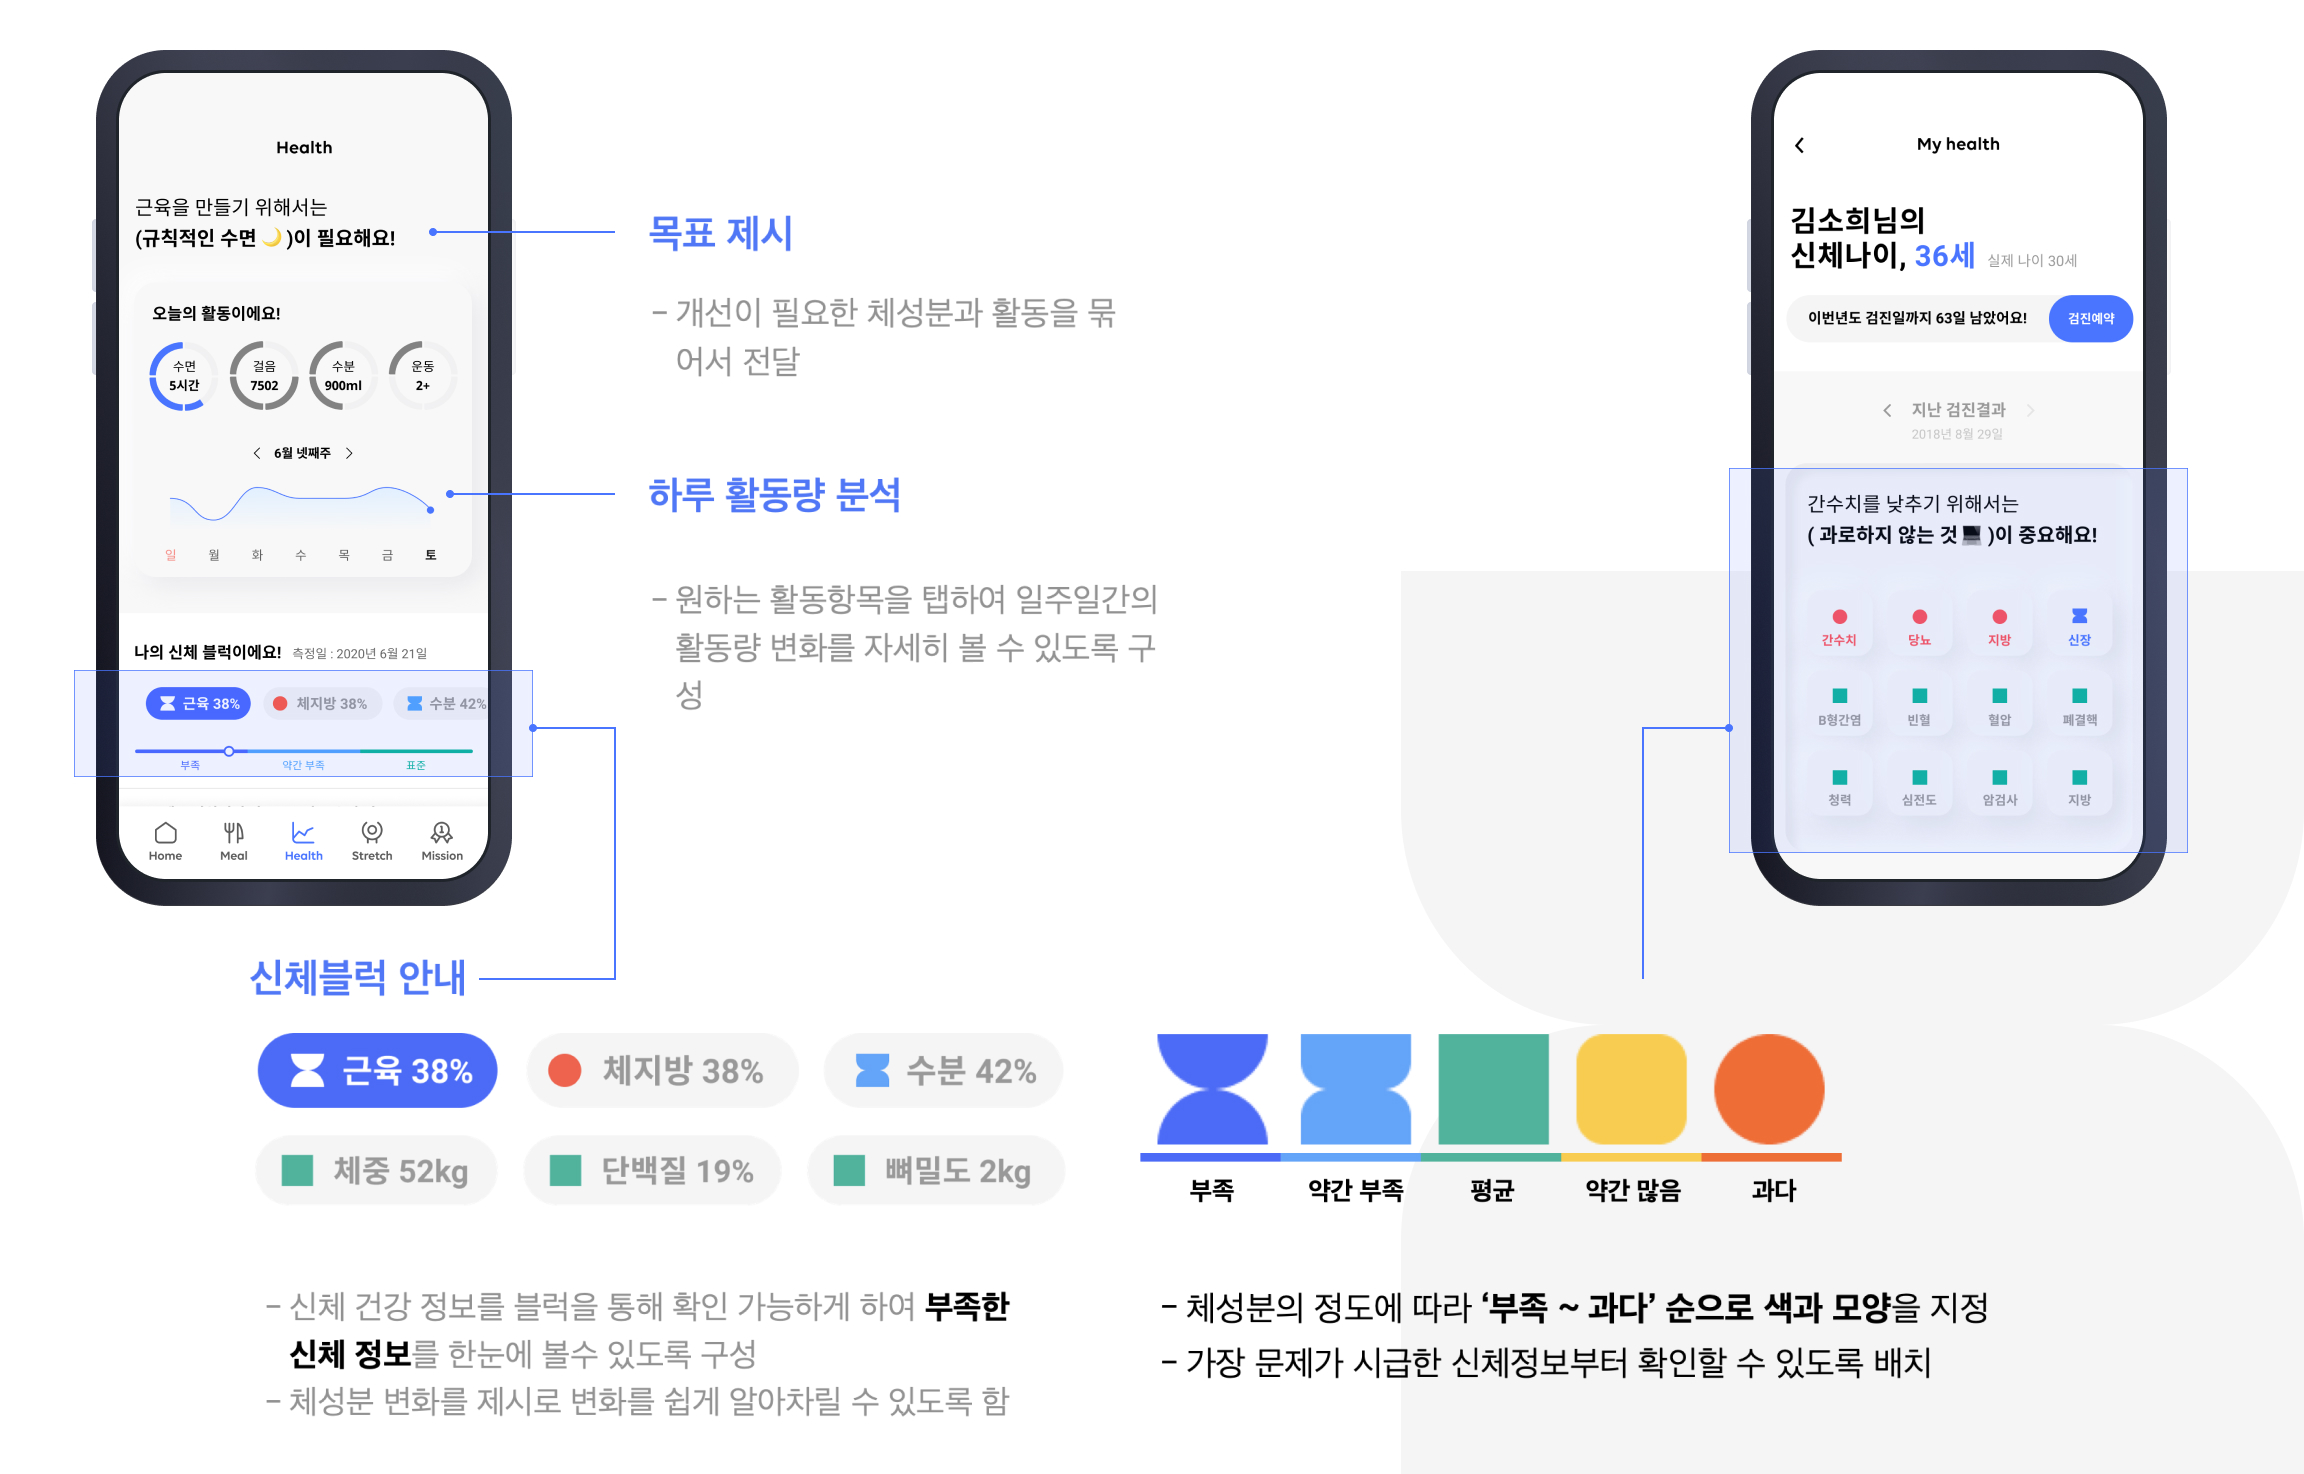 Health
근육을 만들기 위해서는
(규칙적인 수면 🌙 )이 필요해요!
오늘의 활동이에요!
수면
5시간
걸음
7502
수분
900ml
운동
2+
6월 넷째주
일 월 화 수 목 금 토
나의 신체 블럭이에요! 측정일 : 2020년 6월 21일
근육 38% 체지방 38% 수분 42%
부족 약간 부족 표준
Home Meal Health Stretch Mission
목표 제시
– 개선이 필요한 체성분과 활동을 묶
어서 전달
하루 활동량 분석
– 원하는 활동항목을 탭하여 일주일간의
활동량 변화를 자세히 볼 수 있도록 구
성
My health
김소희님의
신체나이, 36세 실제 나이 30세
이번년도 검진일까지 63일 남았어요! 검진예약
지난 검진결과
2018년 8월 29일
간수치를 낮추기 위해서는
( 과로하지 않는 것 💻 )이 중요해요!
간수치 당뇨 지방 신장
B형간염 빈혈 혈압 폐결핵
청력 심전도 암검사 지방
신체블럭 안내
근육 38% 체지방 38% 수분 42%
체중 52kg 단백질 19% 뼈밀도 2kg
– 신체 건강 정보를 블럭을 통해 확인 가능하게 하여 부족한
신체 정보를 한눈에 볼수 있도록 구성
– 체성분 변화를 제시로 변화를 쉽게 알아차릴 수 있도록 함
부족 약간 부족 평균 약간 많음 과다
– 체성분의 정도에 따라 ‘부족 ~ 과다’ 순으로 색과 모양을 지정
– 가장 문제가 시급한 신체정보부터 확인할 수 있도록 배치